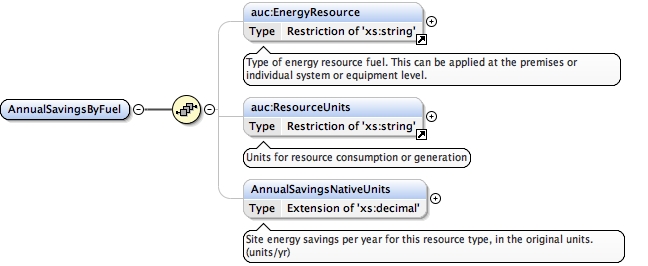 auc:EnergyResource
Type Restriction of 'xs:string'
Type of energy resource fuel. This can be applied at the premises or
individual system or equipment level.
AnnualSavingsByFuel
auc:ResourceUnits
Type Restriction of 'xs:string'
Units for resource consumption or generation
AnnualSavingsNativeUnits
Type Extension of 'xs:decimal'
Site energy savings per year for this resource type, in the original units.
(units/yr)